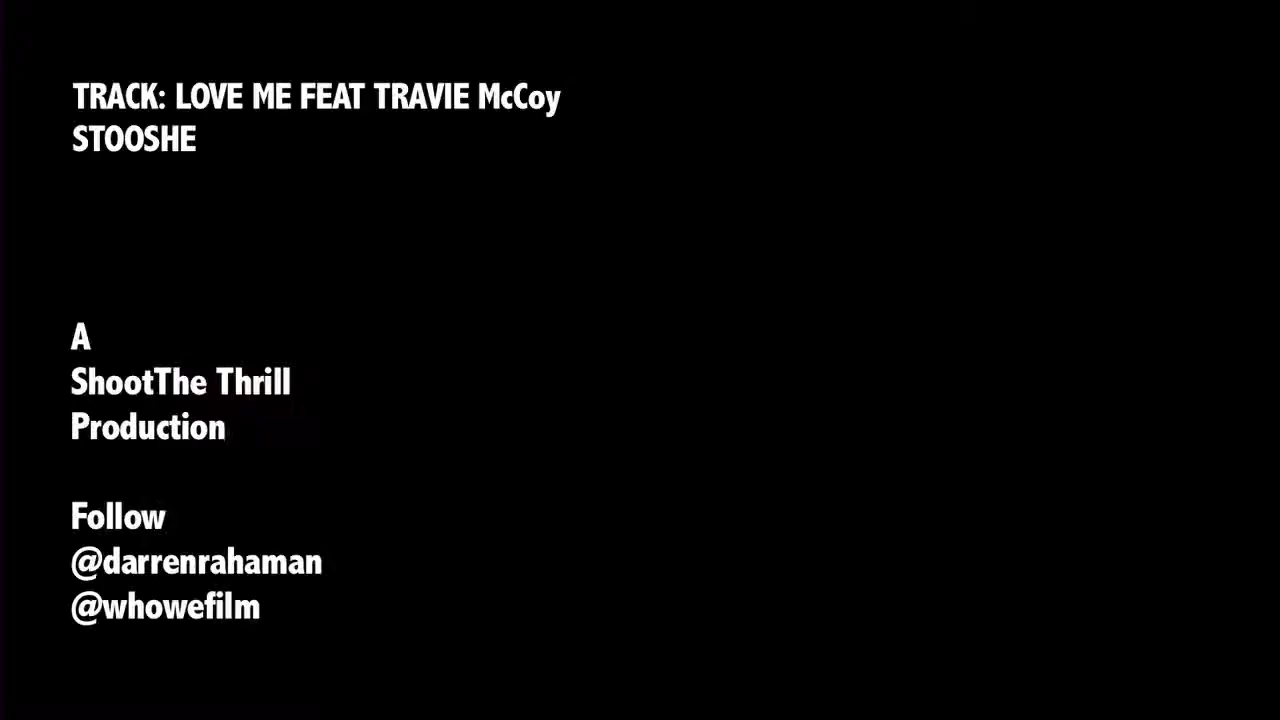 TRACK: LOVE ME FEAT TRAVIE McCoy
STOOSHE
A
ShootThe Thrill
Production
Follow
@darrenrahaman
@whowefilm